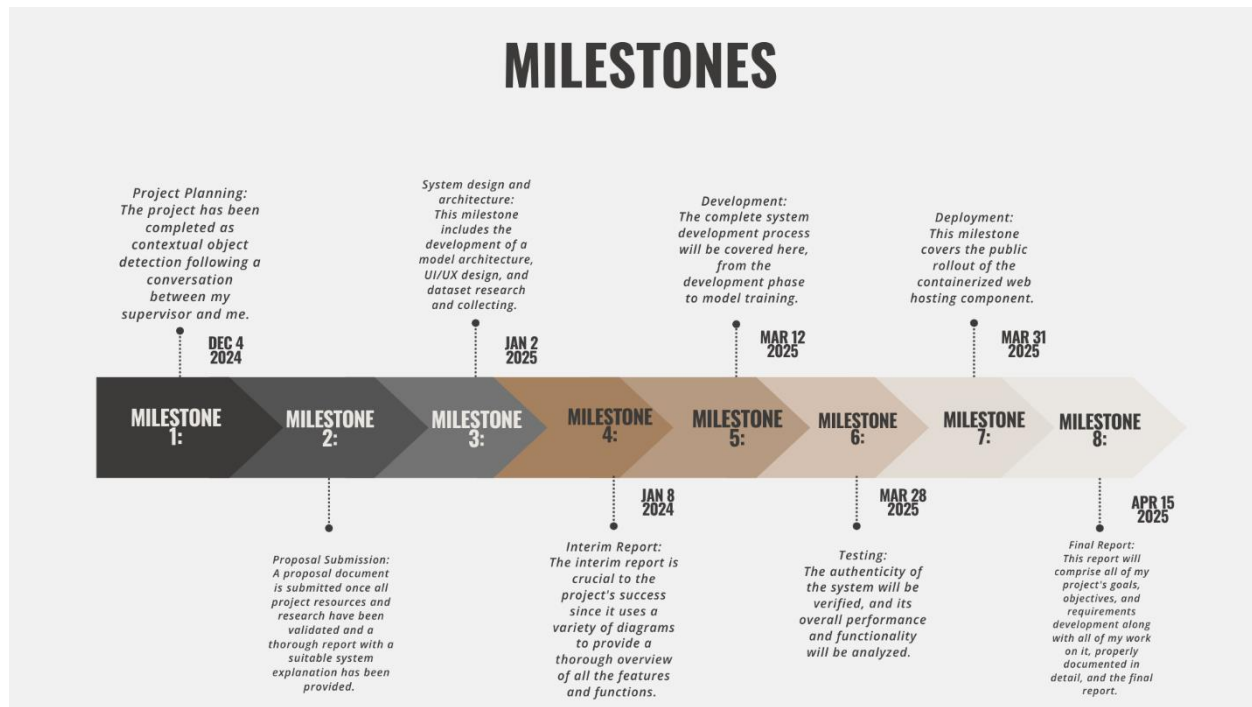 MILESTONES
Project Planning:
The project has been
completed as
contextual object
detection following a
conversation
between my
supervisor and me.
DEC 4
2024
System design and
architecture:
This milestone
includes the
development of a
model architecture,
UI/UX design, and
dataset research
and collecting.
JAN 2
2025
Development:
The complete system
development process
will be covered here,
from the
development phase
to model training.
MAR 12
2025
Deployment:
This milestone
covers the public
rollout of the
containerized web
hosting component.
MAR 31
2025
MILESTONE
1:
MILESTONE
2:
MILESTONE
3:
MILESTONE
4:
MILESTONE
5:
MILESTONE
6:
MILESTONE
7:
MILESTONE
8:
Proposal Submission:
A proposal document
is submitted once all
project resources and
research have been
validated and a
thorough report with a
suitable system
explanation has been
provided.
JAN 8
2024
Interim Report:
The interim report is
crucial to the
project's success
since it uses a
variety of diagrams
to provide a
thorough overview
of all the features
and functions.
MAR 28
2025
Testing:
The authenticity of
the system will be
verified, and its
overall performance
and functionality
will be analyzed.
APR 15
2025
Final Report:
This report will
comprise all of my
project's goals,
objectives, and
requirements
development along
with all of my work
on it, properly
documented in
detail, and the final
report.